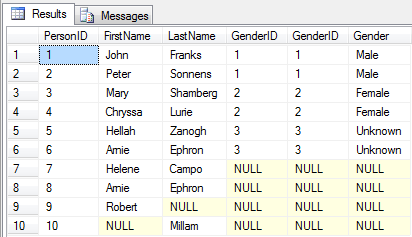 Results Messages
PersonID FirstName LastName GenderID GenderID Gender
1 1 John Franks 1 1 Male
2 2 Peter Sonnens 1 1 Male
3 3 Mary Shamberg 2 2 Female
4 4 Chryssa Lurie 2 2 Female
5 5 Hellah Zanogh 3 3 Unknown
6 6 Amie Ephron 3 3 Unknown
7 7 Helene Campo NULL NULL NULL
8 8 Amie Ephron NULL NULL NULL
9 9 Robert NULL NULL NULL NULL
10 10 NULL Millam NULL NULL NULL